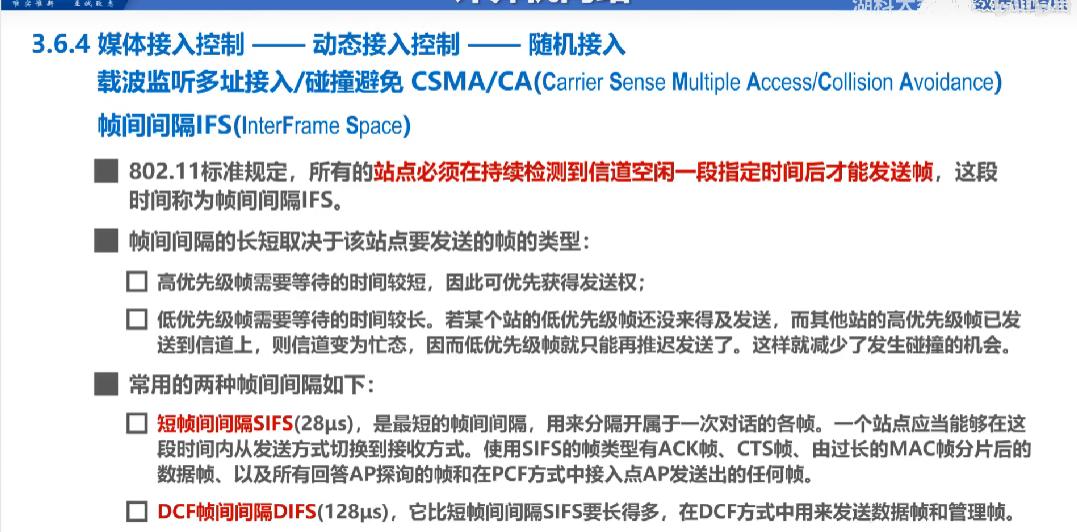 3.6.4 媒体接入控制 —— 动态接入控制 —— 随机接入
载波监听多址接入/碰撞避免 CSMA/CA(Carrier Sense Multiple Access/Collision Avoidance)
帧间间隔IFS(InterFrame Space)
802.11标准规定，所有的站点必须在持续检测到信道空闲一段指定时间后才能发送帧，这段
时间称为帧间间隔IFS。
帧间间隔的长短取决于该站点要发送的帧的类型：
高优先级帧需要等待的时间较短，因此可优先获得发送权；
低优先级帧需要等待的时间较长。若某个站的低优先级帧还没来得及发送，而其他站的高优先级帧已发
送到信道上，则信道变为忙态，因而低优先级帧就只能再推迟发送了。这样就减少了发生碰撞的机会。
常用的两种帧间间隔如下：
短帧间间隔SIFS(28μs)，是最短的帧间间隔，用来分隔开属于一次对话的各帧。一个站点应当能够在这
段时间内从发送方式切换到接收方式。使用SIFS的帧类型有ACK帧、CTS帧、由过长的MAC帧分片后的
数据帧、以及所有回答AP探询的帧和在PCF方式中接入点AP发送出的任何帧。
DCF帧间间隔DIFS(128μs)，它比短帧间间隔SIFS要长得多，在DCF方式中用来发送数据帧和管理帧。